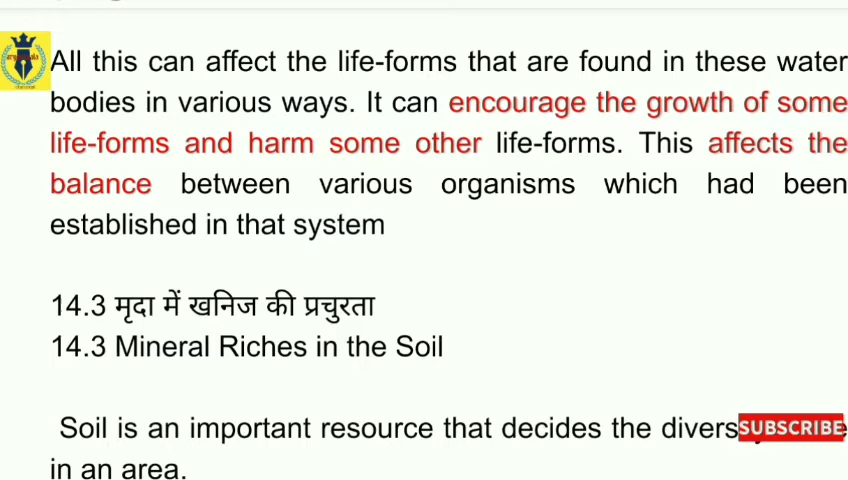 All this can affect the life-forms that are found in these water
bodies in various ways. It can encourage the growth of some
life-forms and harm some other life-forms. This affects the
balance between various organisms which had been
established in that system
14.3 मृदा में खनिज की प्रचुरता
14.3 Mineral Riches in the Soil
Soil is an important resource that decides the SUBSCRIBE
in an area.